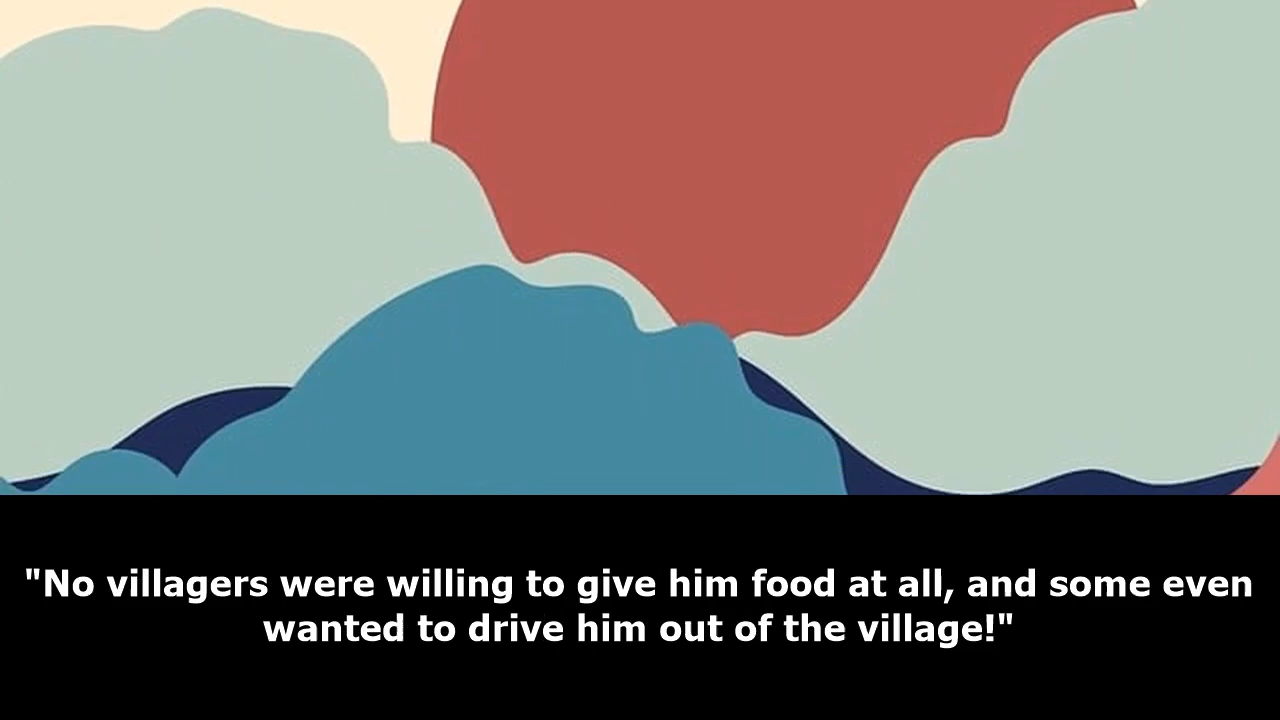 "No villagers were willing to give him food at all, and some even
wanted to drive him out of the village!"